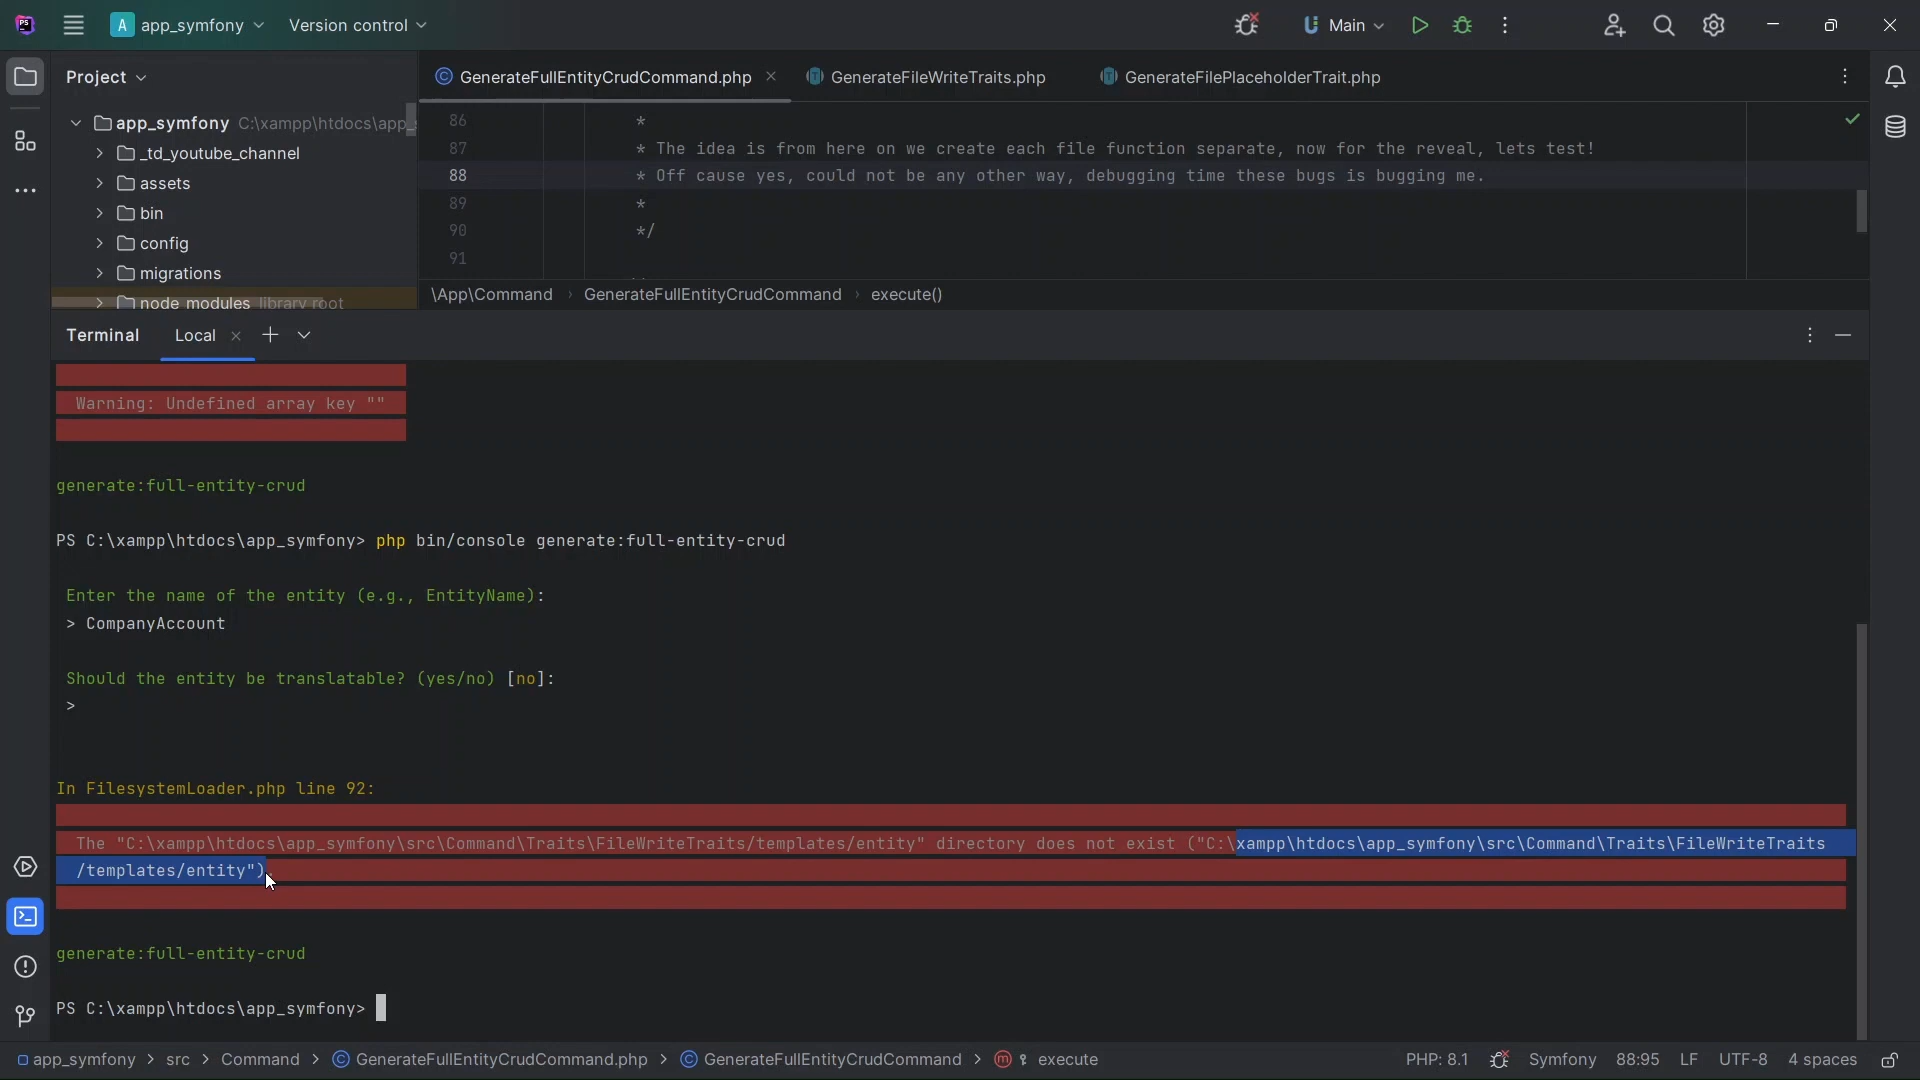 PS
A app_symfony
Version control
Main
Project
GenerateFullEntityCrudCommand.php
GenerateFileWriteTraits.php
GenerateFilePlaceholderTrait.php
app_symfony C:\xampp\htdocs\app_s
_td_youtube_channel
assets
bin
config
migrations
node_modules library root
86 *
87 * The idea is from here on we create each file function separate, now for the reveal, lets test!
88 * Off cause yes, could not be any other way, debugging time these bugs is bugging me.
89 *
90 */
91
\App\Command > GenerateFullEntityCrudCommand > execute()
Terminal Local
Warning: Undefined array key ""
generate:full-entity-crud
PS C:\xampp\htdocs\app_symfony> php bin/console generate:full-entity-crud
Enter the name of the entity (e.g., EntityName):
> CompanyAccount
Should the entity be translatable? (yes/no) [no]:
>
In FilesystemLoader.php line 92:
The "C:\xampp\htdocs\app_symfony\src\Command\Traits\FileWriteTraits/templates/entity" directory does not exist ("C:\xampp\htdocs\app_symfony\src\Command\Traits\FileWriteTraits
/templates/entity").
generate:full-entity-crud
PS C:\xampp\htdocs\app_symfony>
app_symfony > src > Command > GenerateFullEntityCrudCommand.php > GenerateFullEntityCrudCommand > execute
PHP: 8.1 Symfony 88:95 LF UTF-8 4 spaces